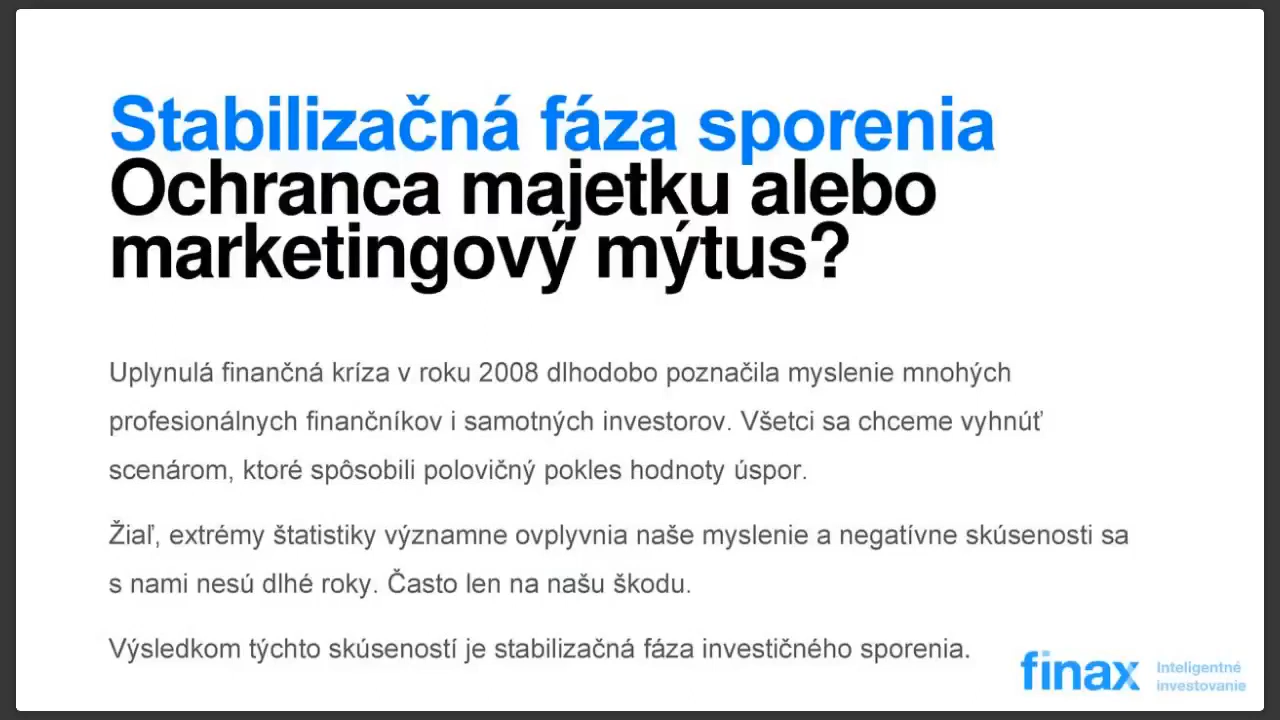 Stabilizačná fáza sporenia
Ochranca majetku alebo
marketingový mýtus?
Uplynulá finančná kríza v roku 2008 dlhodobo poznačila myslenie mnohých
profesionálnych finančníkov i samotných investorov. Všetci sa chceme vyhnúť
scenárom, ktoré spôsobili polovičný pokles hodnoty úspor.
Žiaľ, extrémy štatistiky významne ovplyvnia naše myslenie a negatívne skúsenosti sa
s nami nesú dlhé roky. Často len na našu škodu.
Výsledkom týchto skúseností je stabilizačná fáza investičného sporenia.
finax
Inteligentné
investovanie